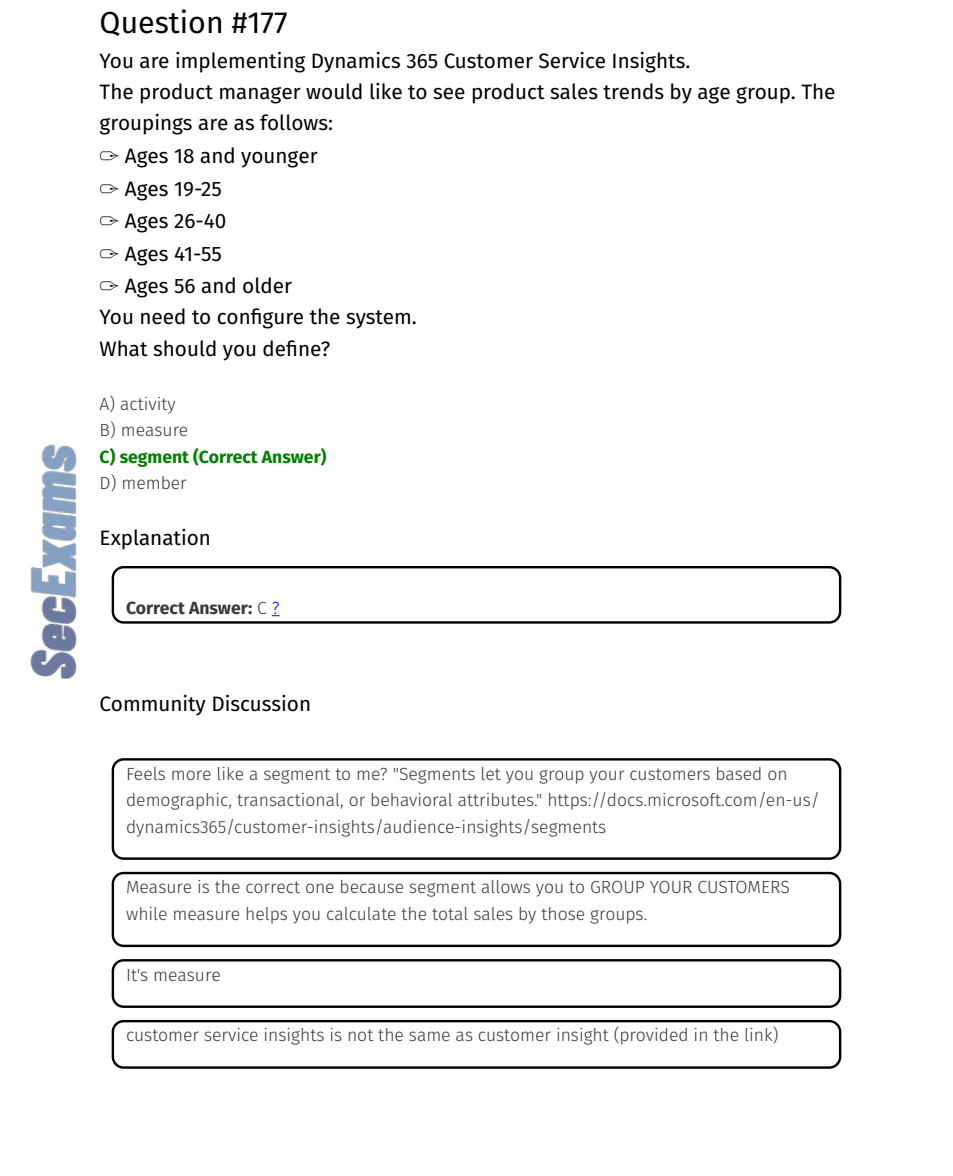 Question #177
You are implementing Dynamics 365 Customer Service Insights.
The product manager would like to see product sales trends by age group. The
groupings are as follows:
Ages 18 and younger
Ages 19-25
Ages 26-40
Ages 41-55
Ages 56 and older
You need to configure the system.
What should you define?
A) activity
B) measure
C) segment (Correct Answer)
D) member
SecExams
Explanation
Correct Answer: C ?
Community Discussion
Feels more like a segment to me? "Segments let you group your customers based on
demographic, transactional, or behavioral attributes." https://docs.microsoft.com/en-us/
dynamics365/customer-insights/audience-insights/segments
Measure is the correct one because segment allows you to GROUP YOUR CUSTOMERS
while measure helps you calculate the total sales by those groups.
It's measure
customer service insights is not the same as customer insight (provided in the link)